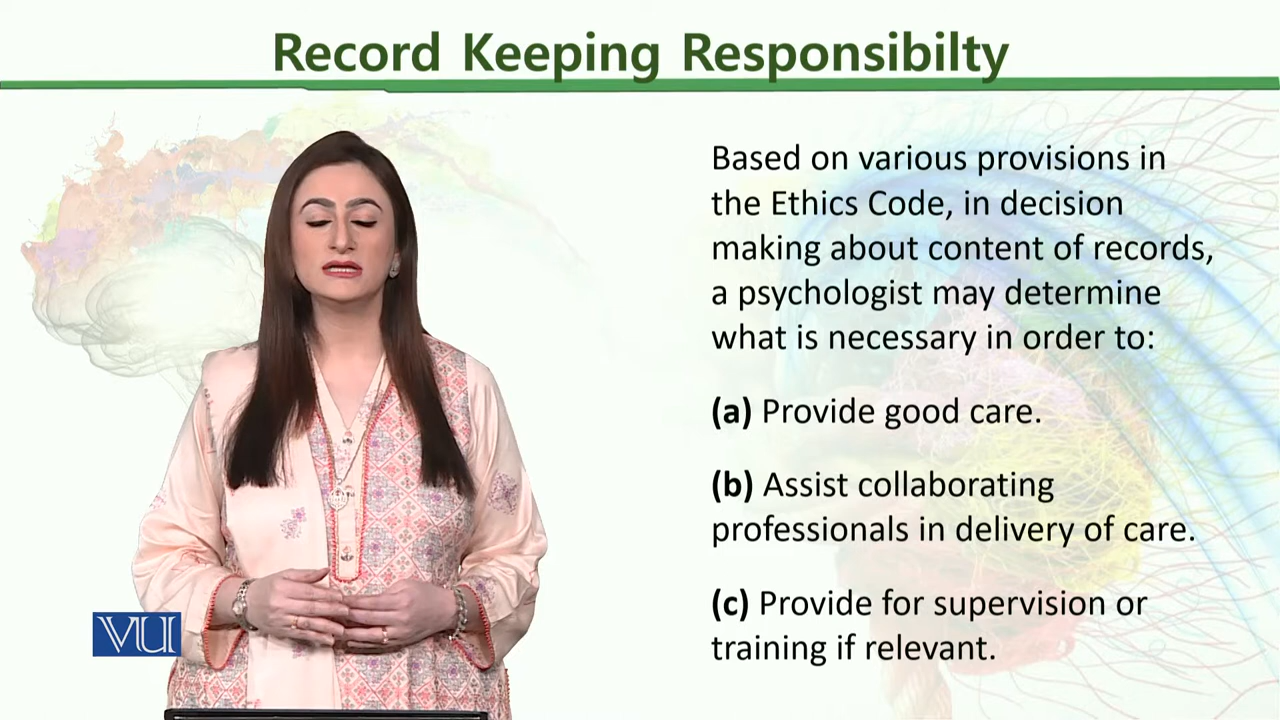 Record Keeping Responsibilty
Based on various provisions in
the Ethics Code, in decision
making about content of records,
a psychologist may determine
what is necessary in order to:
(a) Provide good care.
(b) Assist collaborating
professionals in delivery of care.
(c) Provide for supervision or
training if relevant.
VU